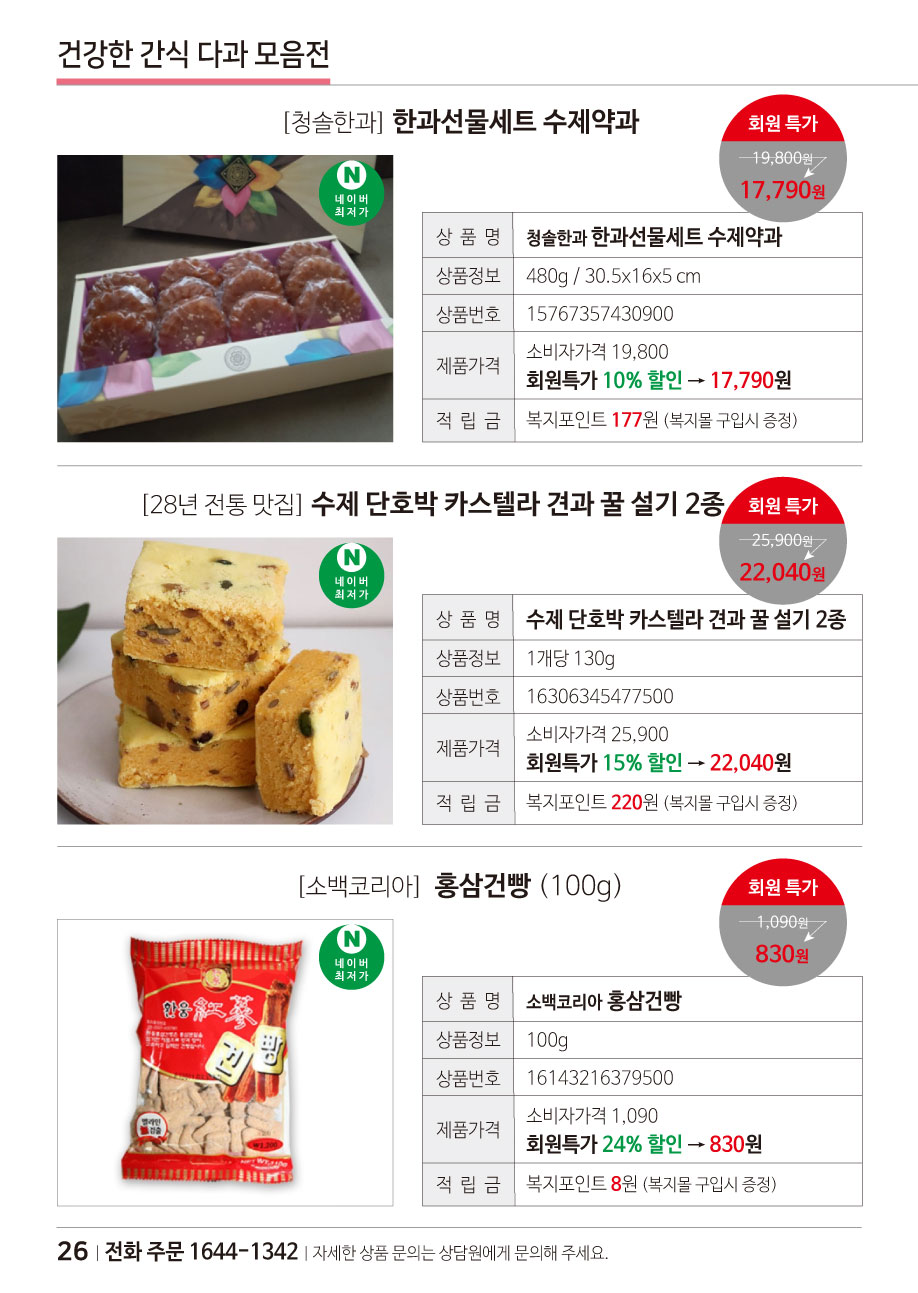 건강한 간식 다과 모음전
[청솔한과] 한과선물세트 수제약과
회원 특가
19,800원
17,790원
N
네이버
최저가
상 품 명 청솔한과 한과선물세트 수제약과
상품정보 480g / 30.5x16x5 cm
상품번호 15767357430900
제품가격 소비자가격 19,800
회원특가 10% 할인 → 17,790원
적 립 금 복지포인트 177원 (복지몰 구입시 증정)
[28년 전통 맛집] 수제 단호박 카스텔라 견과 꿀 설기 2종
회원 특가
25,900원
22,040원
N
네이버
최저가
상 품 명 수제 단호박 카스텔라 견과 꿀 설기 2종
상품정보 1개당 130g
상품번호 16306345477500
제품가격 소비자가격 25,900
회원특가 15% 할인 → 22,040원
적 립 금 복지포인트 220원 (복지몰 구입시 증정)
[소백코리아] 홍삼건빵 (100g)
회원 특가
1,090원
830원
N
네이버
최저가
환웅 紅蔘
건빵
상 품 명 소백코리아 홍삼건빵
상품정보 100g
상품번호 16143216379500
제품가격 소비자가격 1,090
회원특가 24% 할인 → 830원
적 립 금 복지포인트 8원 (복지몰 구입시 증정)
26 | 전화 주문 1644-1342 | 자세한 상품 문의는 상담원에게 문의해 주세요.